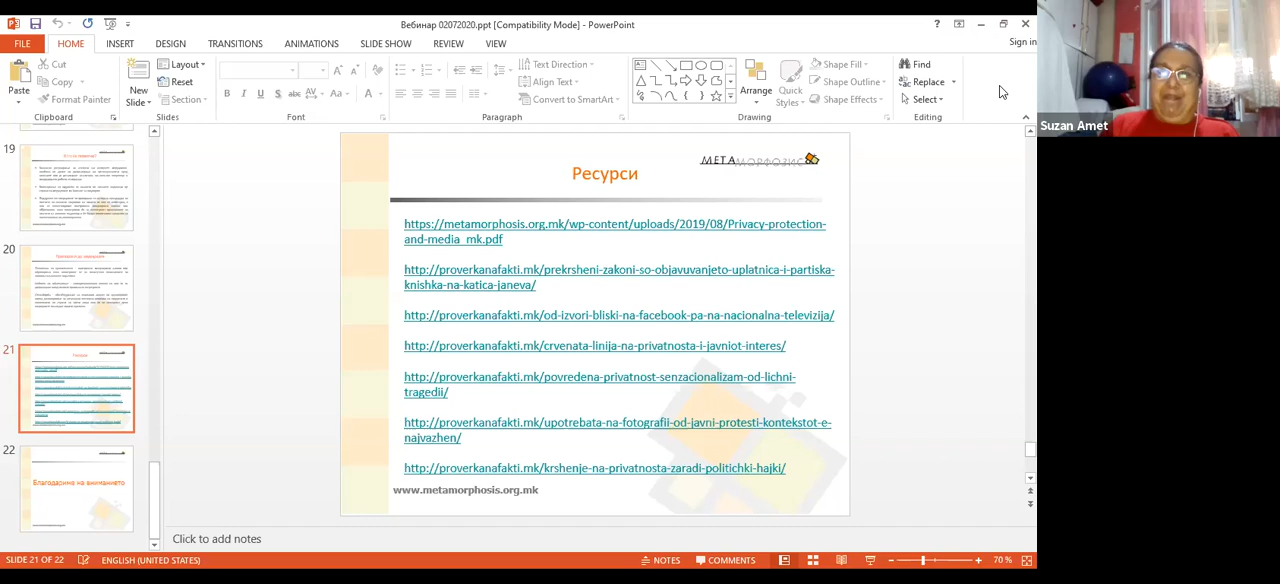 Вебинар 02072020.ppt [Compatibility Mode] - PowerPoint
FILE HOME INSERT DESIGN TRANSITIONS ANIMATIONS SLIDE SHOW REVIEW VIEW Sign in
Paste Cut Copy Format Painter Clipboard
New Slide Layout Reset Section Slides
B I U S abc AV Aa A Font
Text Direction Align Text Convert to SmartArt Paragraph
Arrange Quick Styles Shape Fill Shape Outline Shape Effects Drawing
Find Replace Select Editing
Suzan Amet
19
20
21
22
Благодарима на вниманието
МЕТАМОРФОЗИС
Ресурси
https://metamorphosis.org.mk/wp-content/uploads/2019/08/Privacy-protection-
and-media_mk.pdf
http://proverkanafakti.mk/prekrsheni-zakoni-so-objavuvanjeto-uplatnica-i-partiska-
knishka-na-katica-janeva/
http://proverkanafakti.mk/od-izvori-bliski-na-facebook-pa-na-nacionalna-televizija/
http://proverkanafakti.mk/crvenata-linija-na-privatnosta-i-javniot-interes/
http://proverkanafakti.mk/povredena-privatnost-senzacionalizam-od-lichni-
tragedii/
http://proverkanafakti.mk/upotrebata-na-fotografii-od-javni-protesti-kontekstot-e-
najvazhen/
http://proverkanafakti.mk/krshenje-na-privatnosta-zaradi-politichki-hajki/
www.metamorphosis.org.mk
Click to add notes
SLIDE 21 OF 22 ENGLISH (UNITED STATES) NOTES COMMENTS 70 %